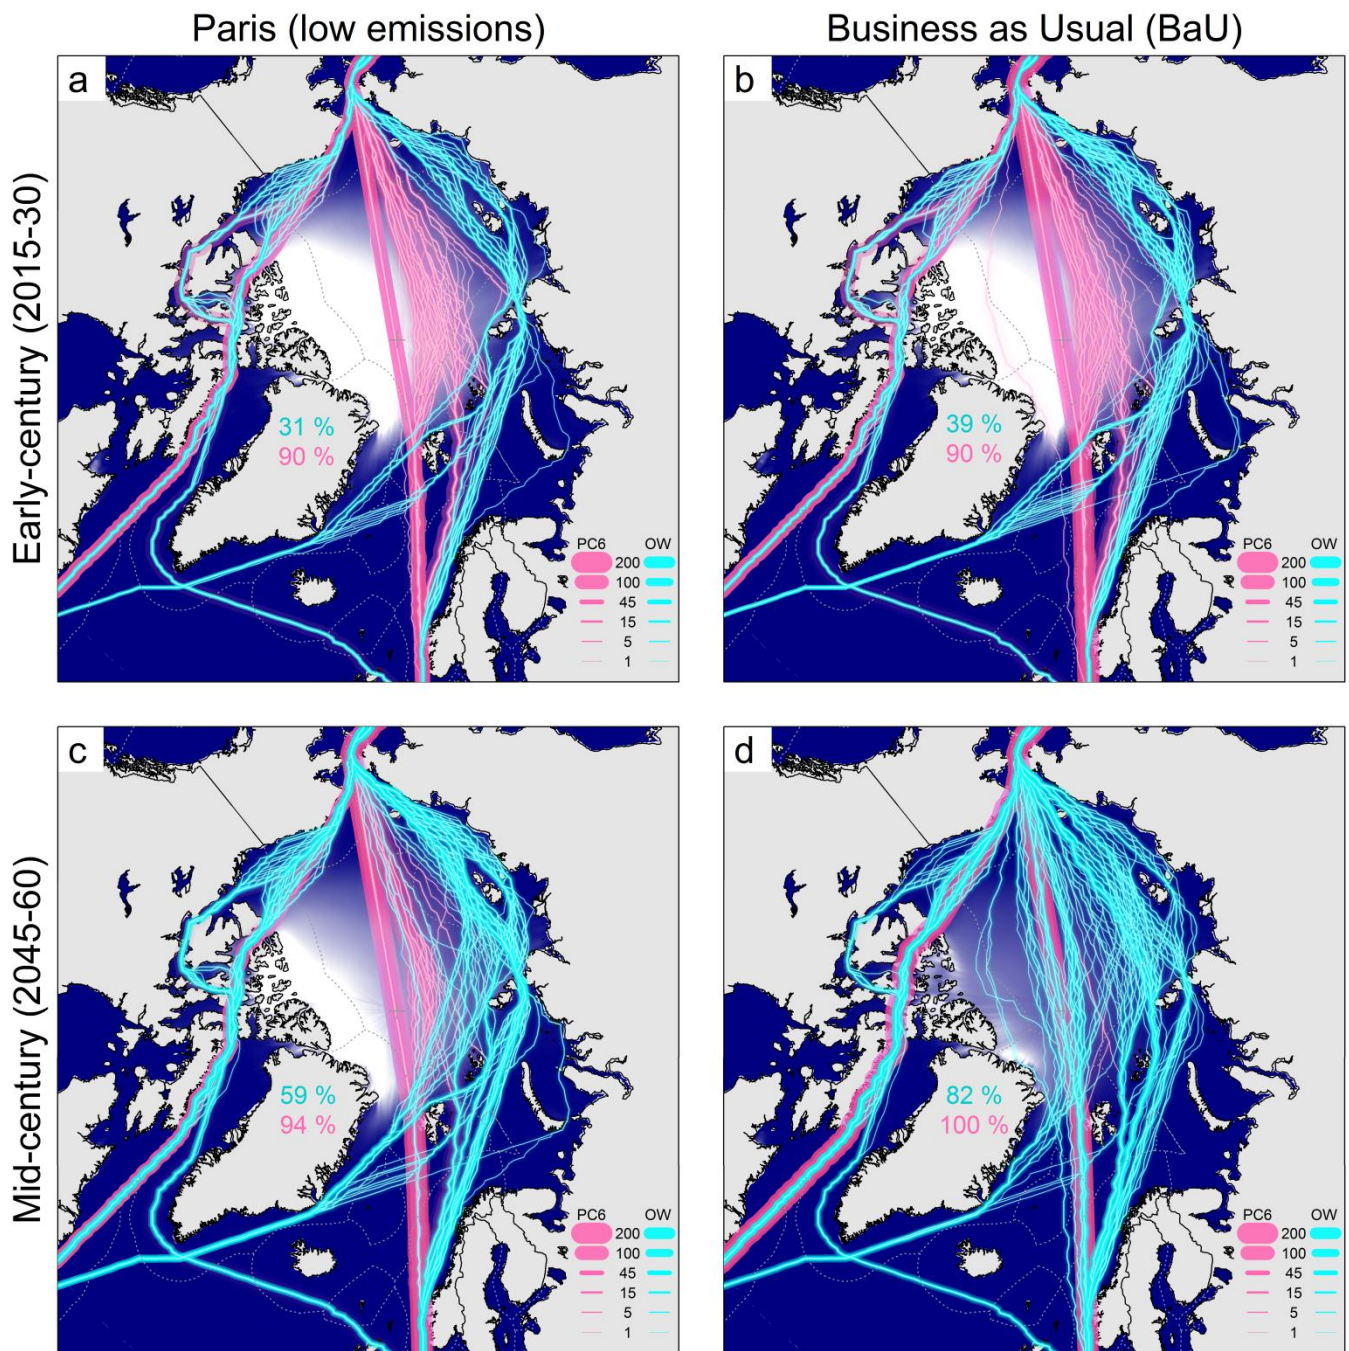 Paris (low emissions)
Business as Usual (BaU)
Early-century (2015-30)
a
31 %
90 %
PC6 OW
200
100
45
15
5
1
b
39 %
90 %
PC6 OW
200
100
45
15
5
1
Mid-century (2045-60)
c
59 %
94 %
PC6 OW
200
100
45
15
5
1
d
82 %
100 %
PC6 OW
200
100
45
15
5
1